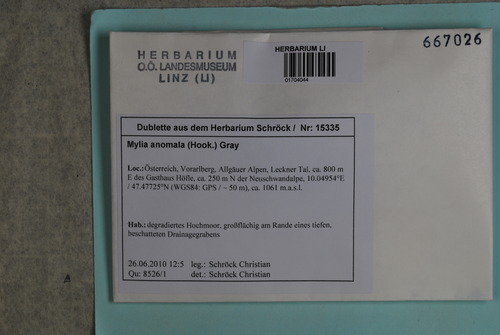 667026
HERBARIUM
O.Ö. LANDESMUSEUM
LINZ (LI)
HERBARIUM LI
01704044
Dublette aus dem Herbarium Schröck / Nr: 15335
Mylia anomala (Hook.) Gray
Loc.:Österreich, Vorarlberg, Allgäuer Alpen, Leckner Tal, ca. 800 m
E des Gasthaus Höfle, ca. 250 m N der Neuschwandalpe, 10.04954°E
/ 47.47725°N (WGS84: GPS / ~ 50 m), ca. 1061 m.a.s.l.
Hab.: degradiertes Hochmoor, großflächig am Rande eines tiefen,
beschatteten Drainagegrabens
26.06.2010 12:5 leg.: Schröck Christian
Qu: 8526/1 det.: Schröck Christian